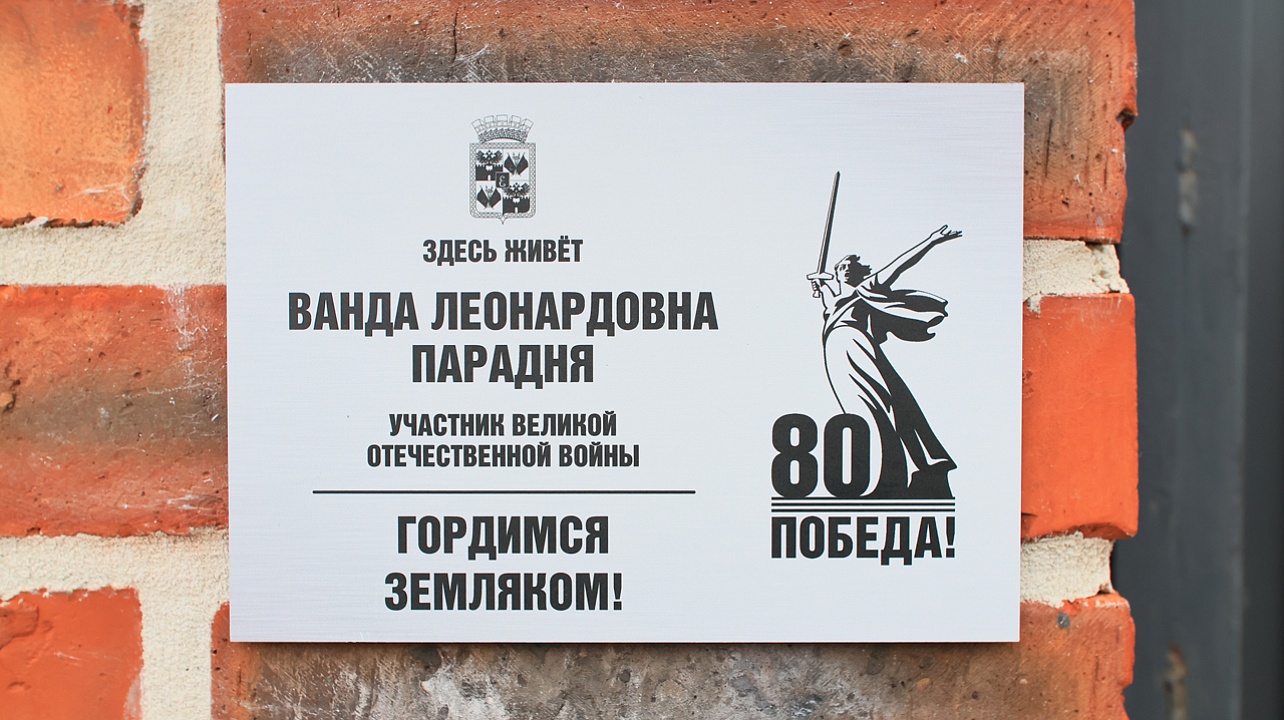 ЗДЕСЬ ЖИВЁТ
ВАНДА ЛЕОНАРДОВНА
ПАРАДНЯ
УЧАСТНИК ВЕЛИКОЙ
ОТЕЧЕСТВЕННОЙ ВОЙНЫ
ГОРДИМСЯ
ЗЕМЛЯКОМ!
80
ПОБЕДА!